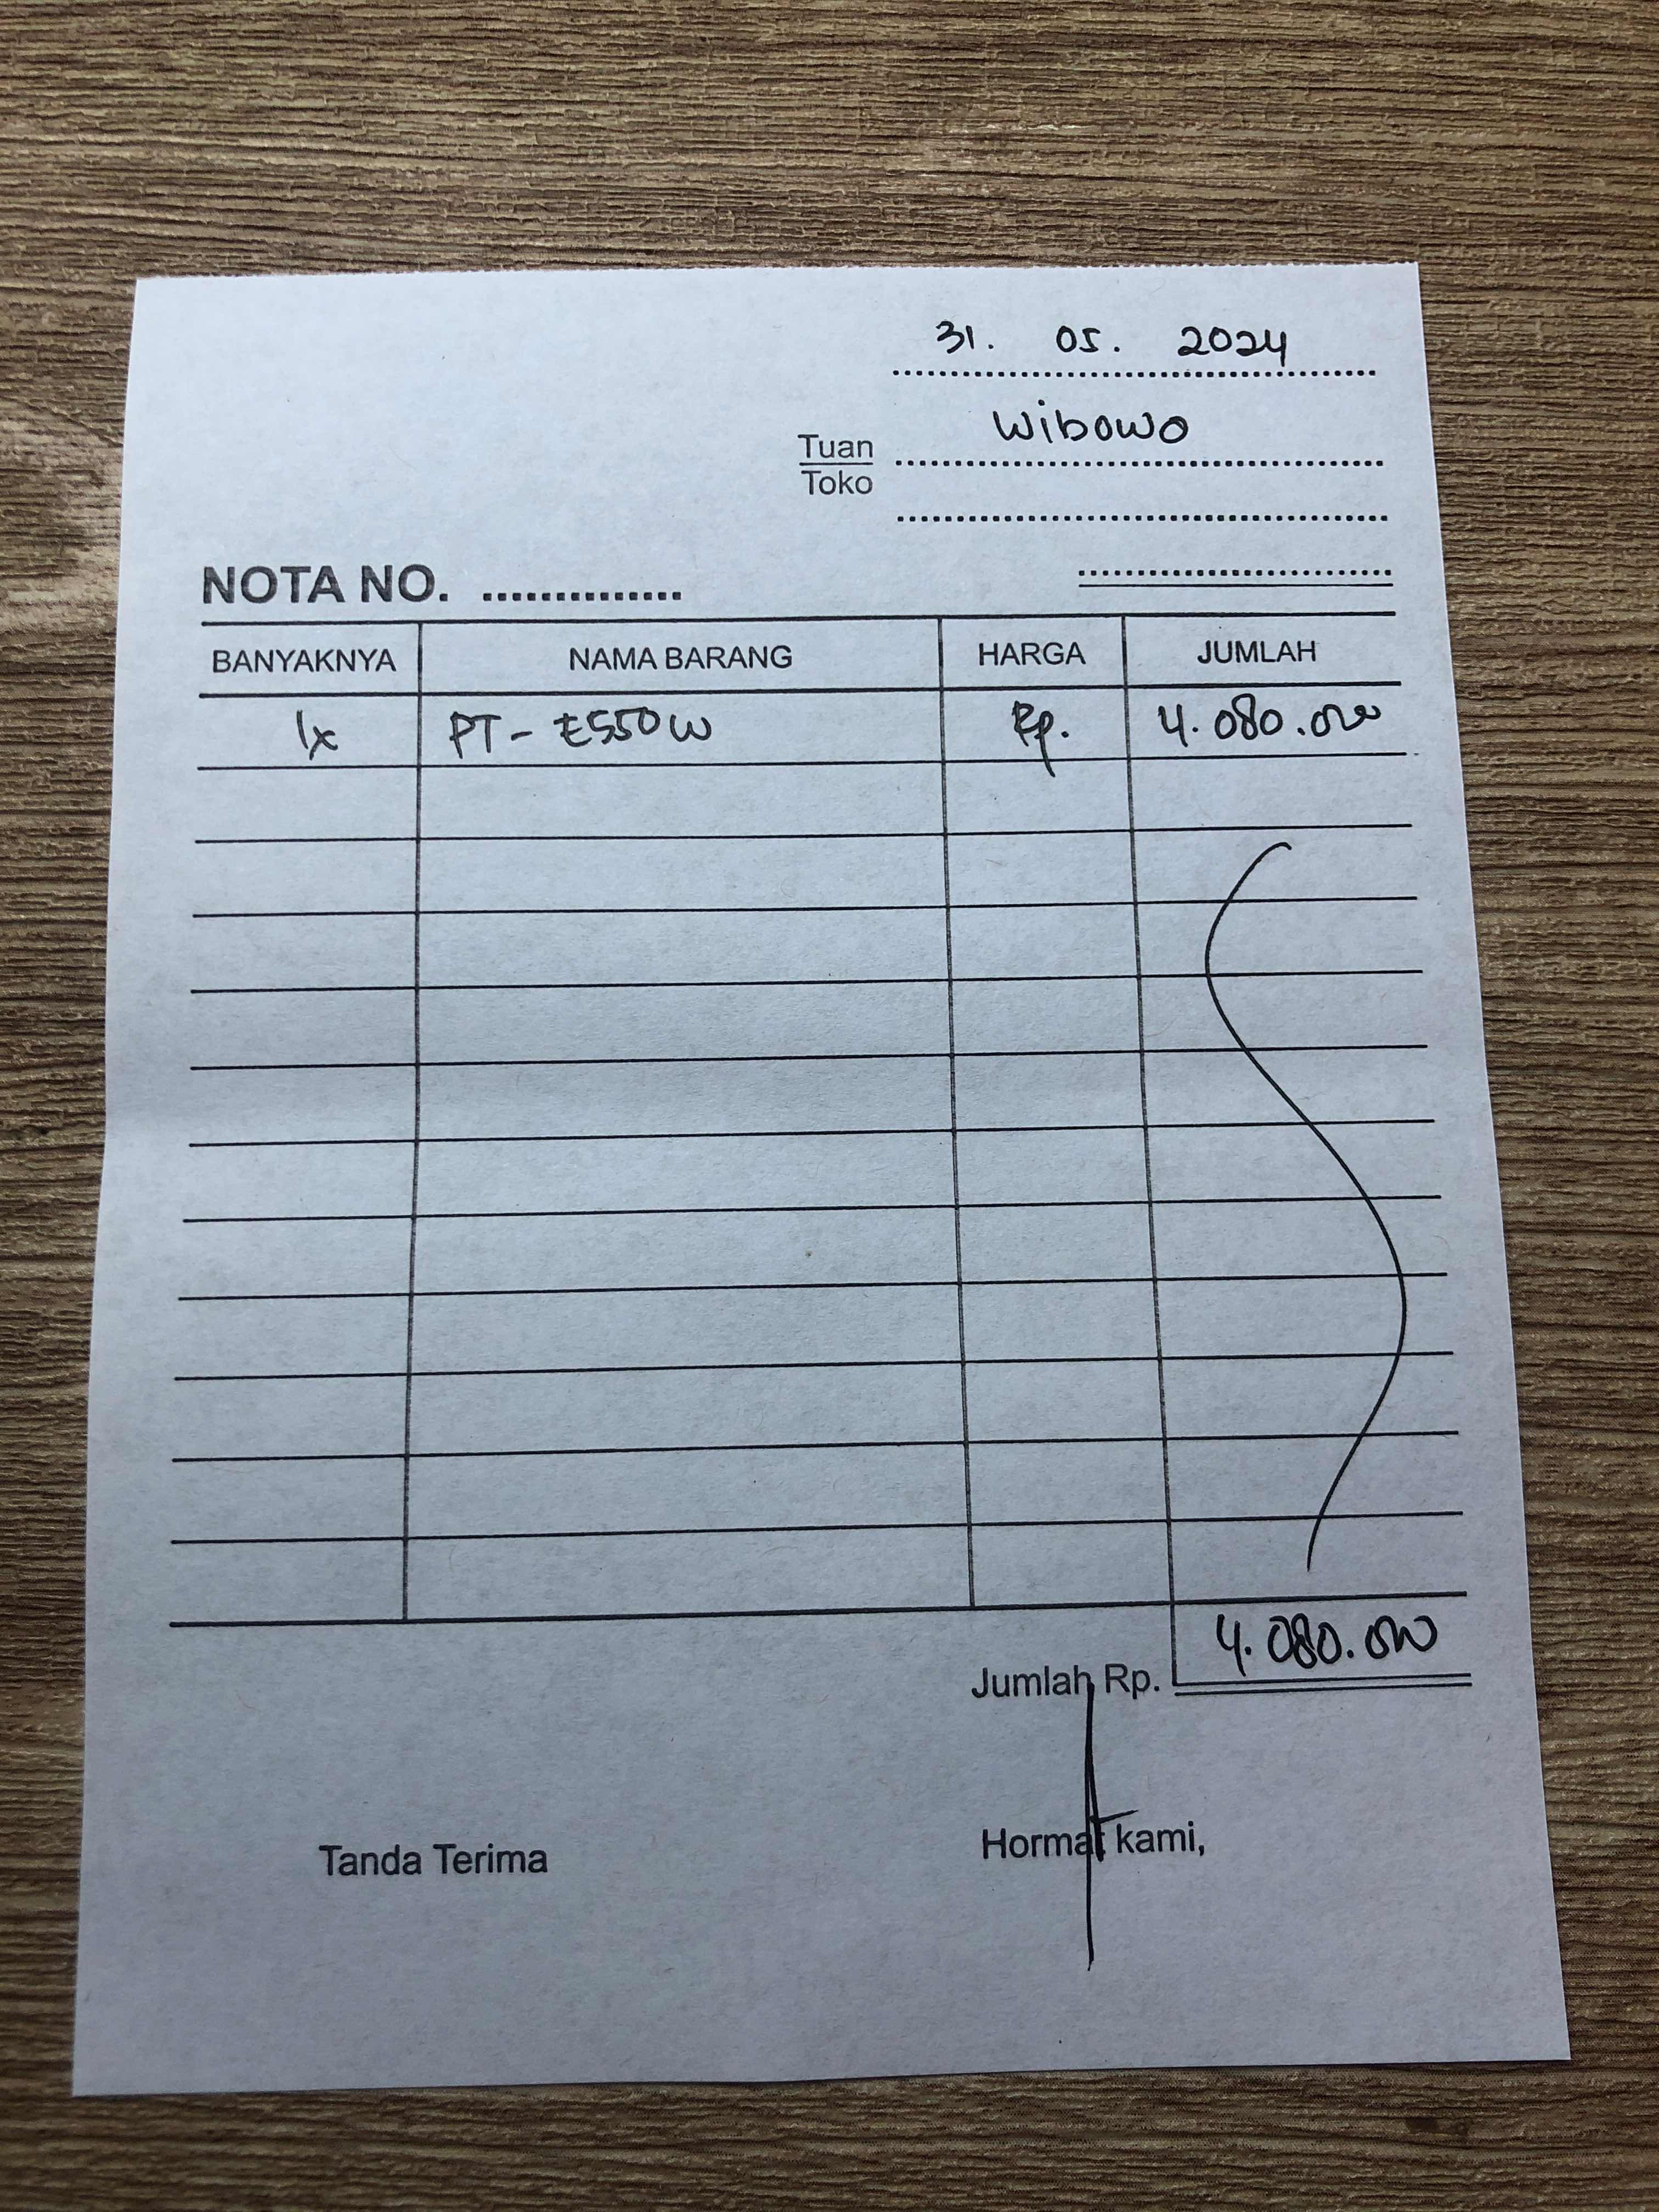 31. 05. 2024
Tuan Wibowo
Toko
NOTA NO. ..............
BANYAKNYA NAMA BARANG HARGA JUMLAH
1x PT-E550W Rp. 4.080.000
Jumlah Rp. 4.080.000
Tanda Terima Hormat kami,